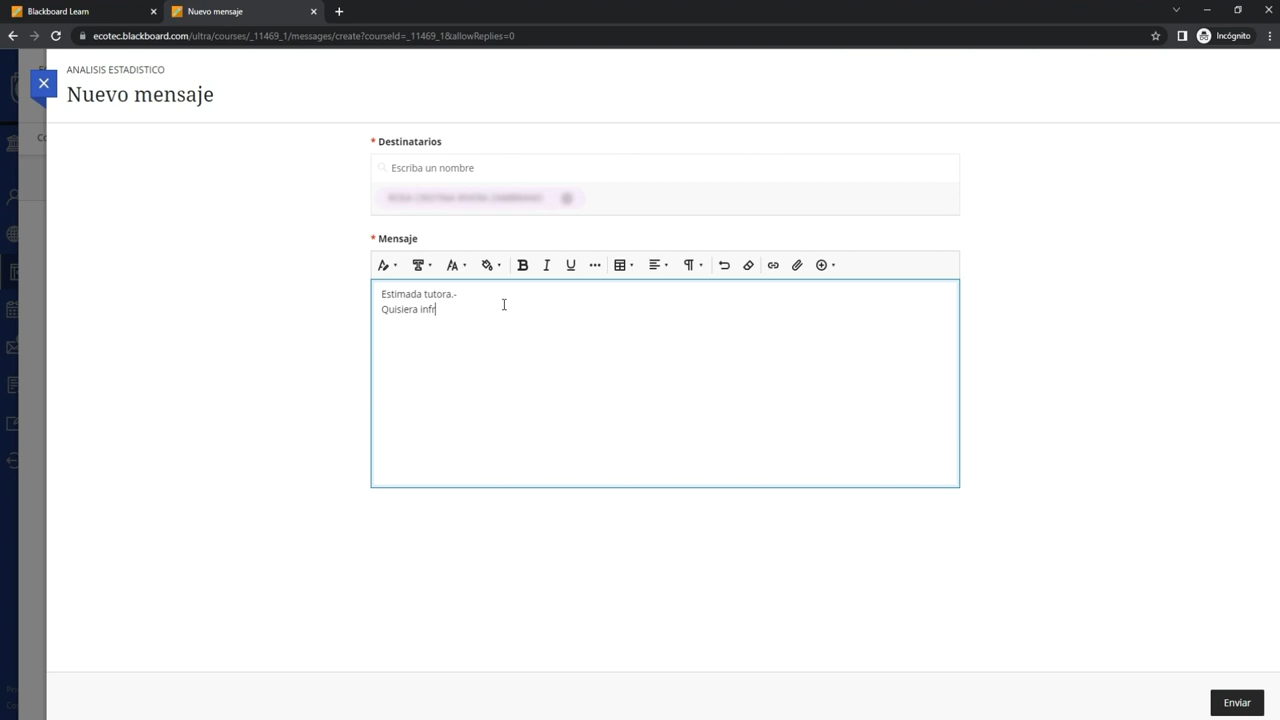 Blackboard Learn
Nuevo mensaje
ecotec.blackboard.com/ultra/courses/_11469_1/messages/create?courseId=_11469_1&allowReplies=0
Incógnito
ANALISIS ESTADISTICO
Nuevo mensaje
* Destinatarios
Escriba un nombre
* Mensaje
Estimada tutora.-
Quisiera infr
Enviar